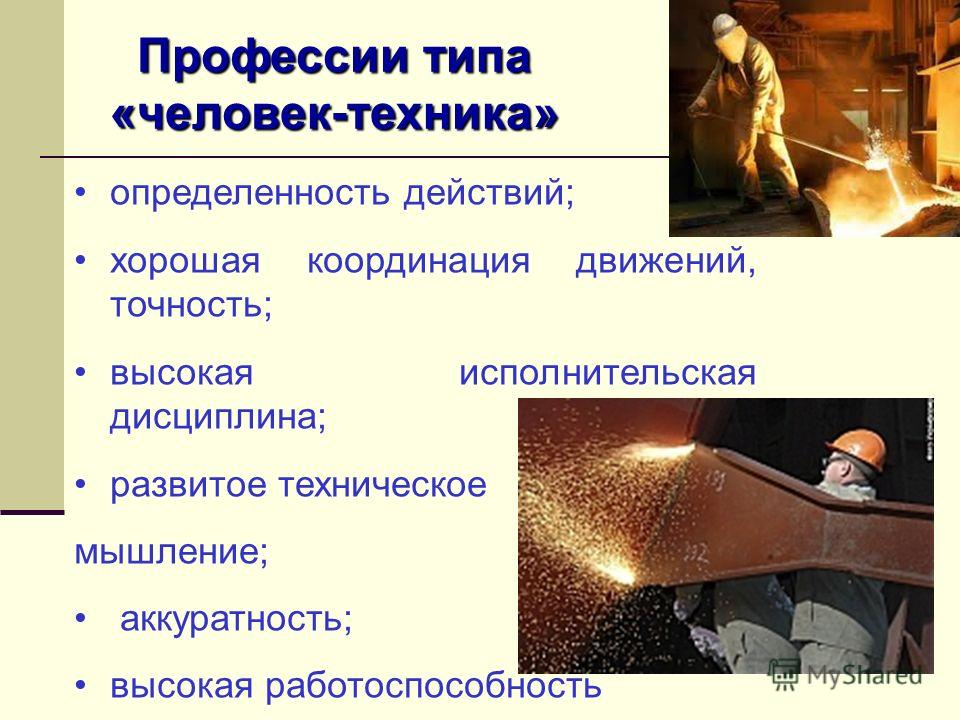 Профессии типа
«человек-техника»
• определенность действий;
• хорошая координация движений,
точность;
• высокая исполнительская
дисциплина;
• развитое техническое
мышление;
• аккуратность;
• высокая работоспособность
MyShared